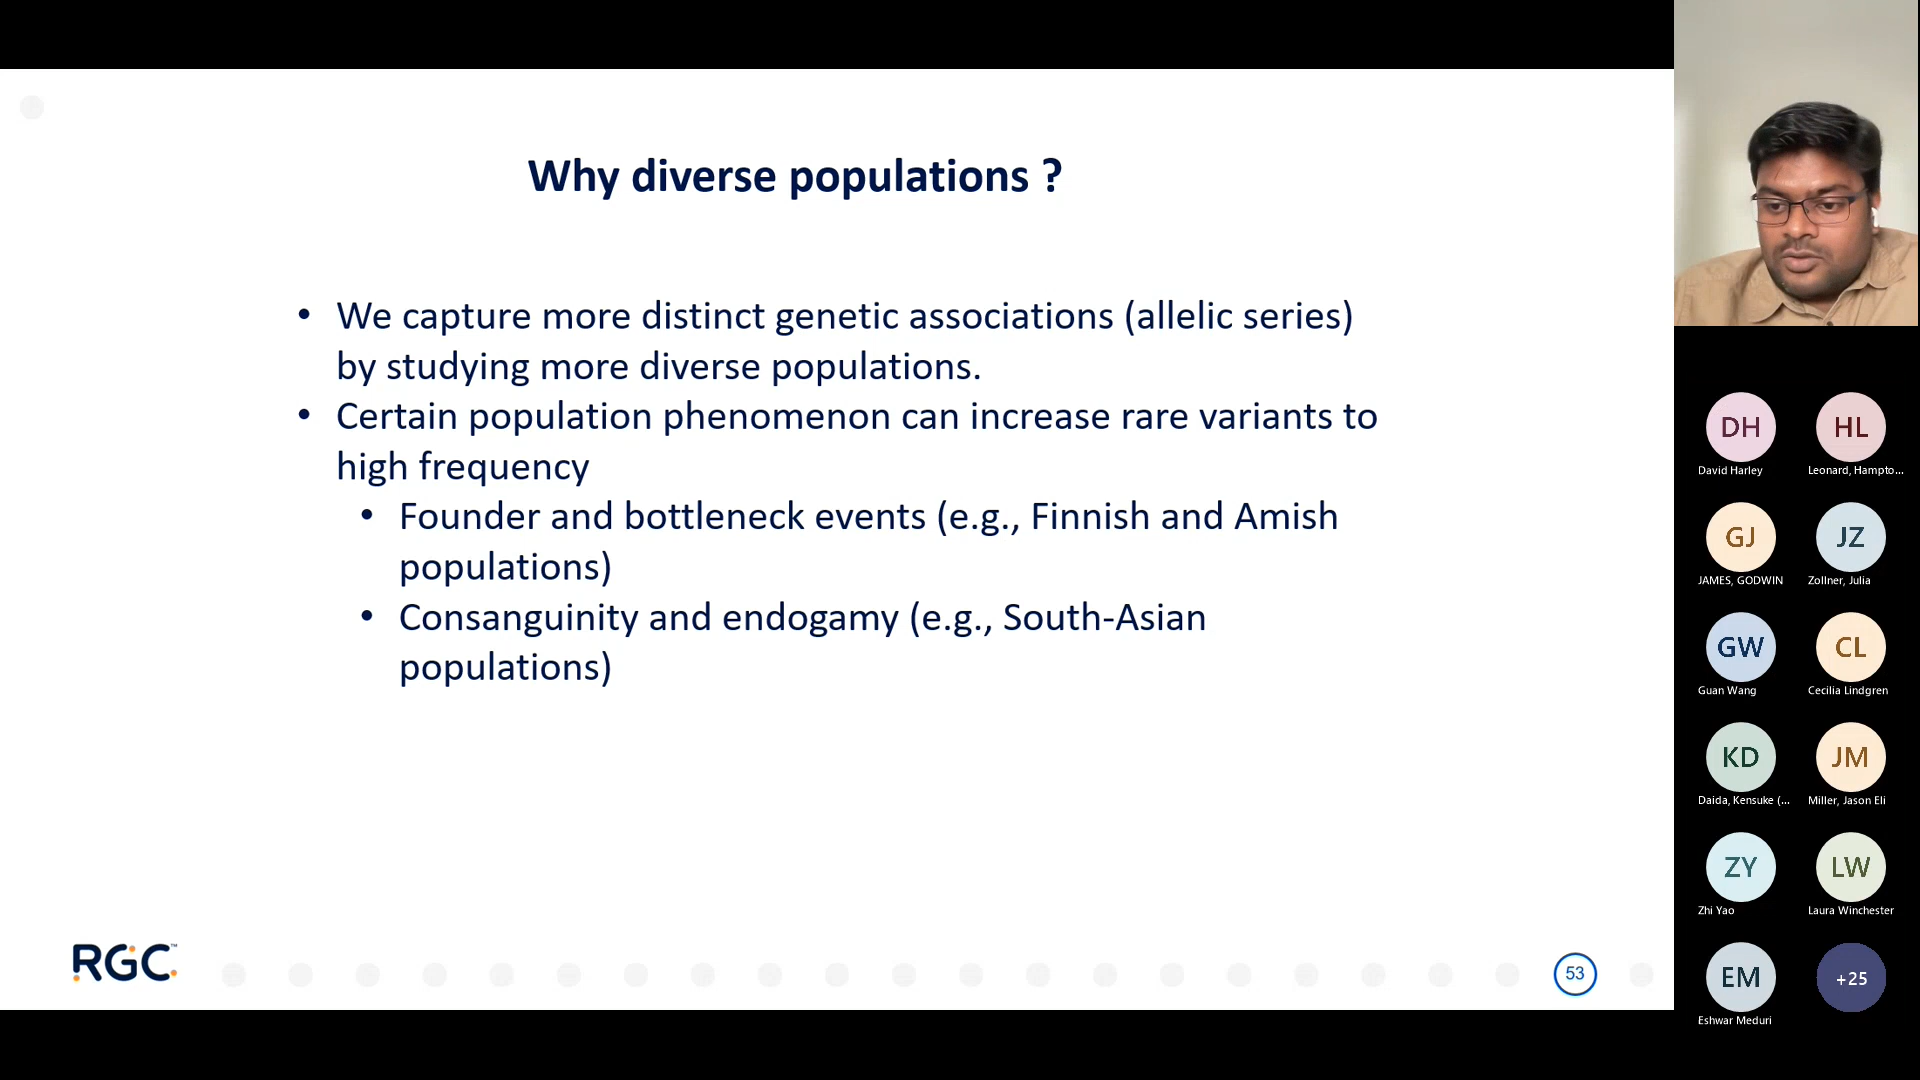 Why diverse populations ?
• We capture more distinct genetic associations (allelic series)
by studying more diverse populations.
• Certain population phenomenon can increase rare variants to
high frequency
• Founder and bottleneck events (e.g., Finnish and Amish
populations)
• Consanguinity and endogamy (e.g., South-Asian
populations)
RGC™
53
DH
David Harley
HL
Leonard, Hampto...
GJ
JAMES, GODWIN
JZ
Zollner, Julia
GW
Guan Wang
CL
Cecilia Lindgren
KD
Daida, Kensuke (...
JM
Miller, Jason Eli
ZY
Zhi Yao
LW
Laura Winchester
EM
Eshwar Meduri
+25